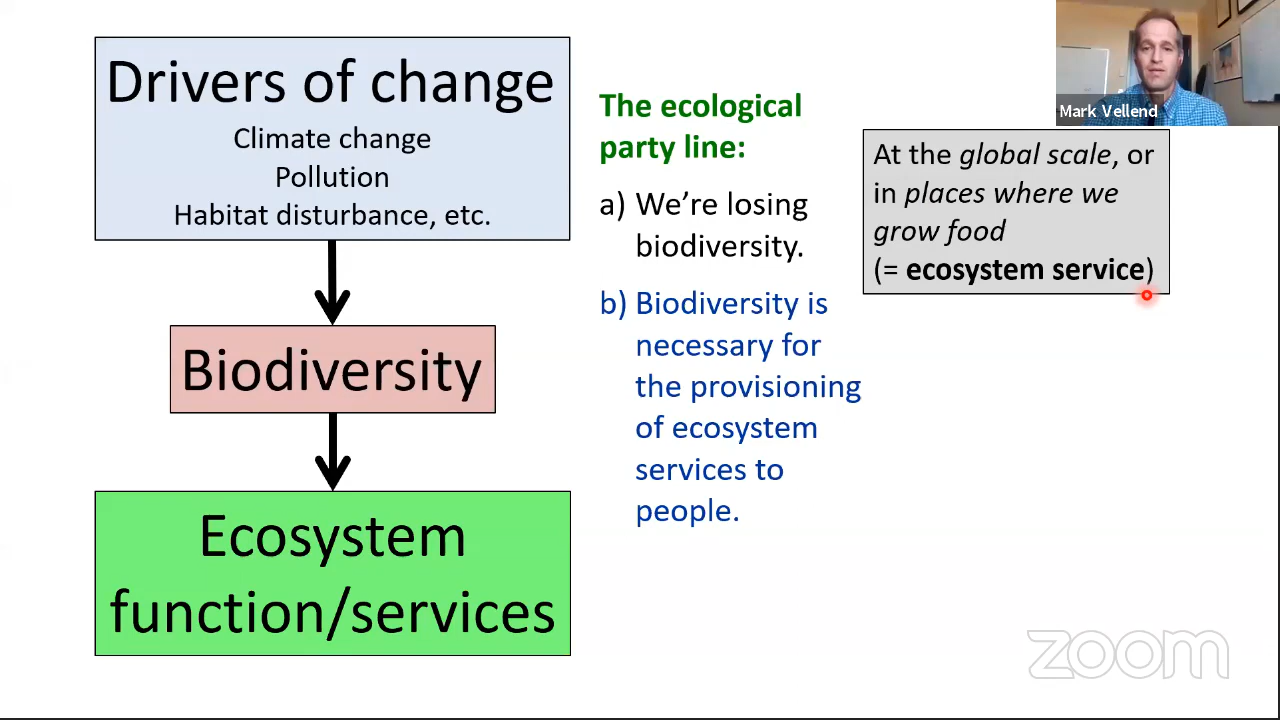 Drivers of change
Climate change
Pollution
Habitat disturbance, etc.
Biodiversity
Ecosystem
function/services
The ecological
party line:
a) We’re losing
biodiversity.
b) Biodiversity is
necessary for
the provisioning
of ecosystem
services to
people.
At the global scale, or
in places where we
grow food
(= ecosystem service)
Mark Vellend
zoom